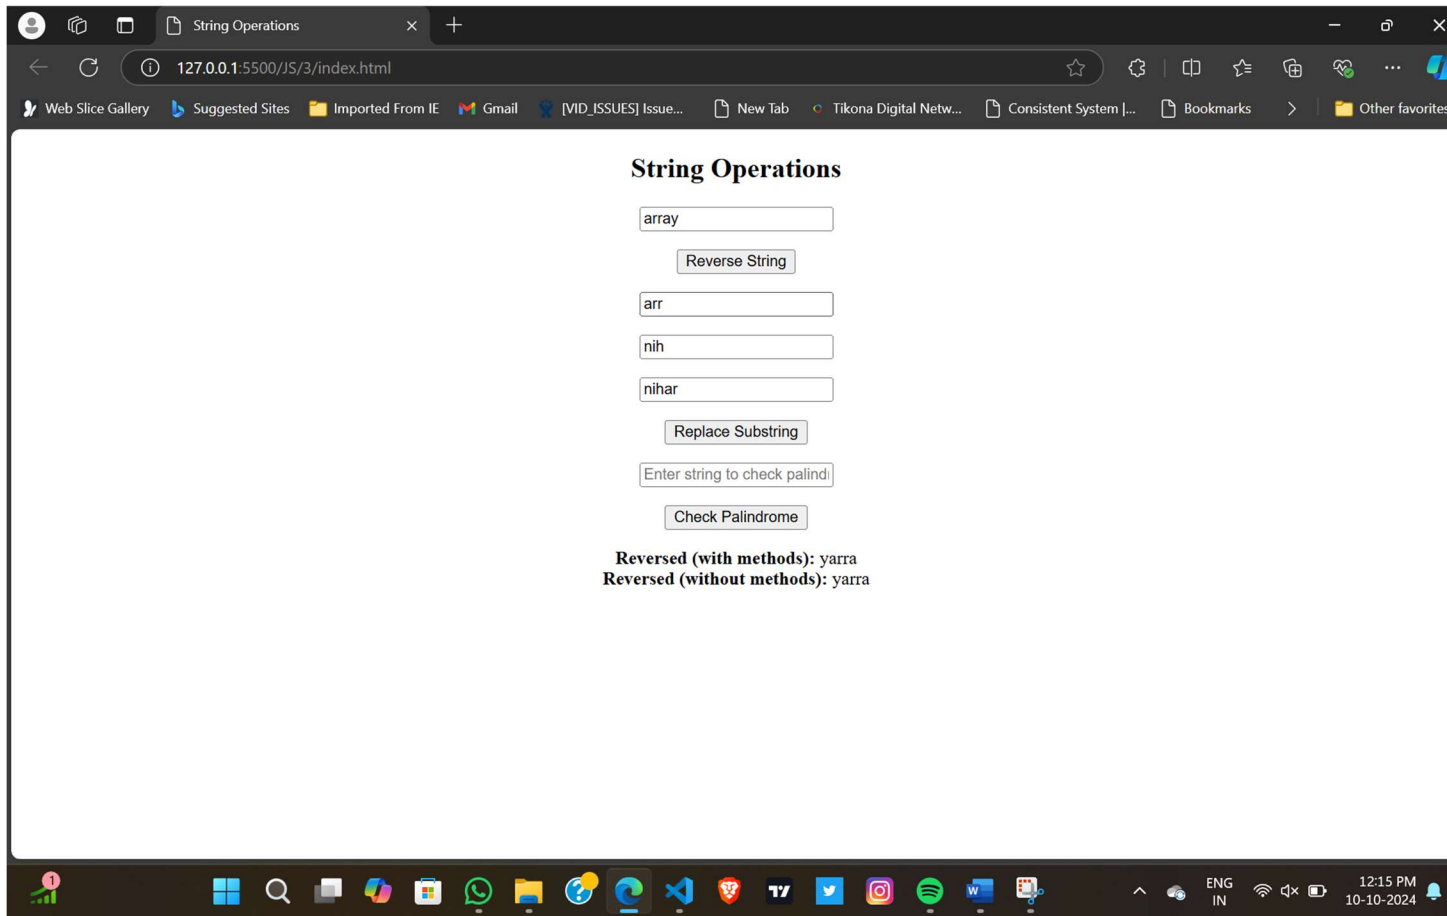 String Operations
127.0.0.1:5500/JS/3/index.html
Web Slice Gallery Suggested Sites Imported From IE Gmail [VID_ISSUES] Issue... New Tab Tikona Digital Netw... Consistent System |... Bookmarks Other favorites
String Operations
array
Reverse String
arr
nih
nihar
Replace Substring
Enter string to check palind
Check Palindrome
Reversed (with methods): yarra
Reversed (without methods): yarra
1
ENG
IN
12:15 PM
10-10-2024